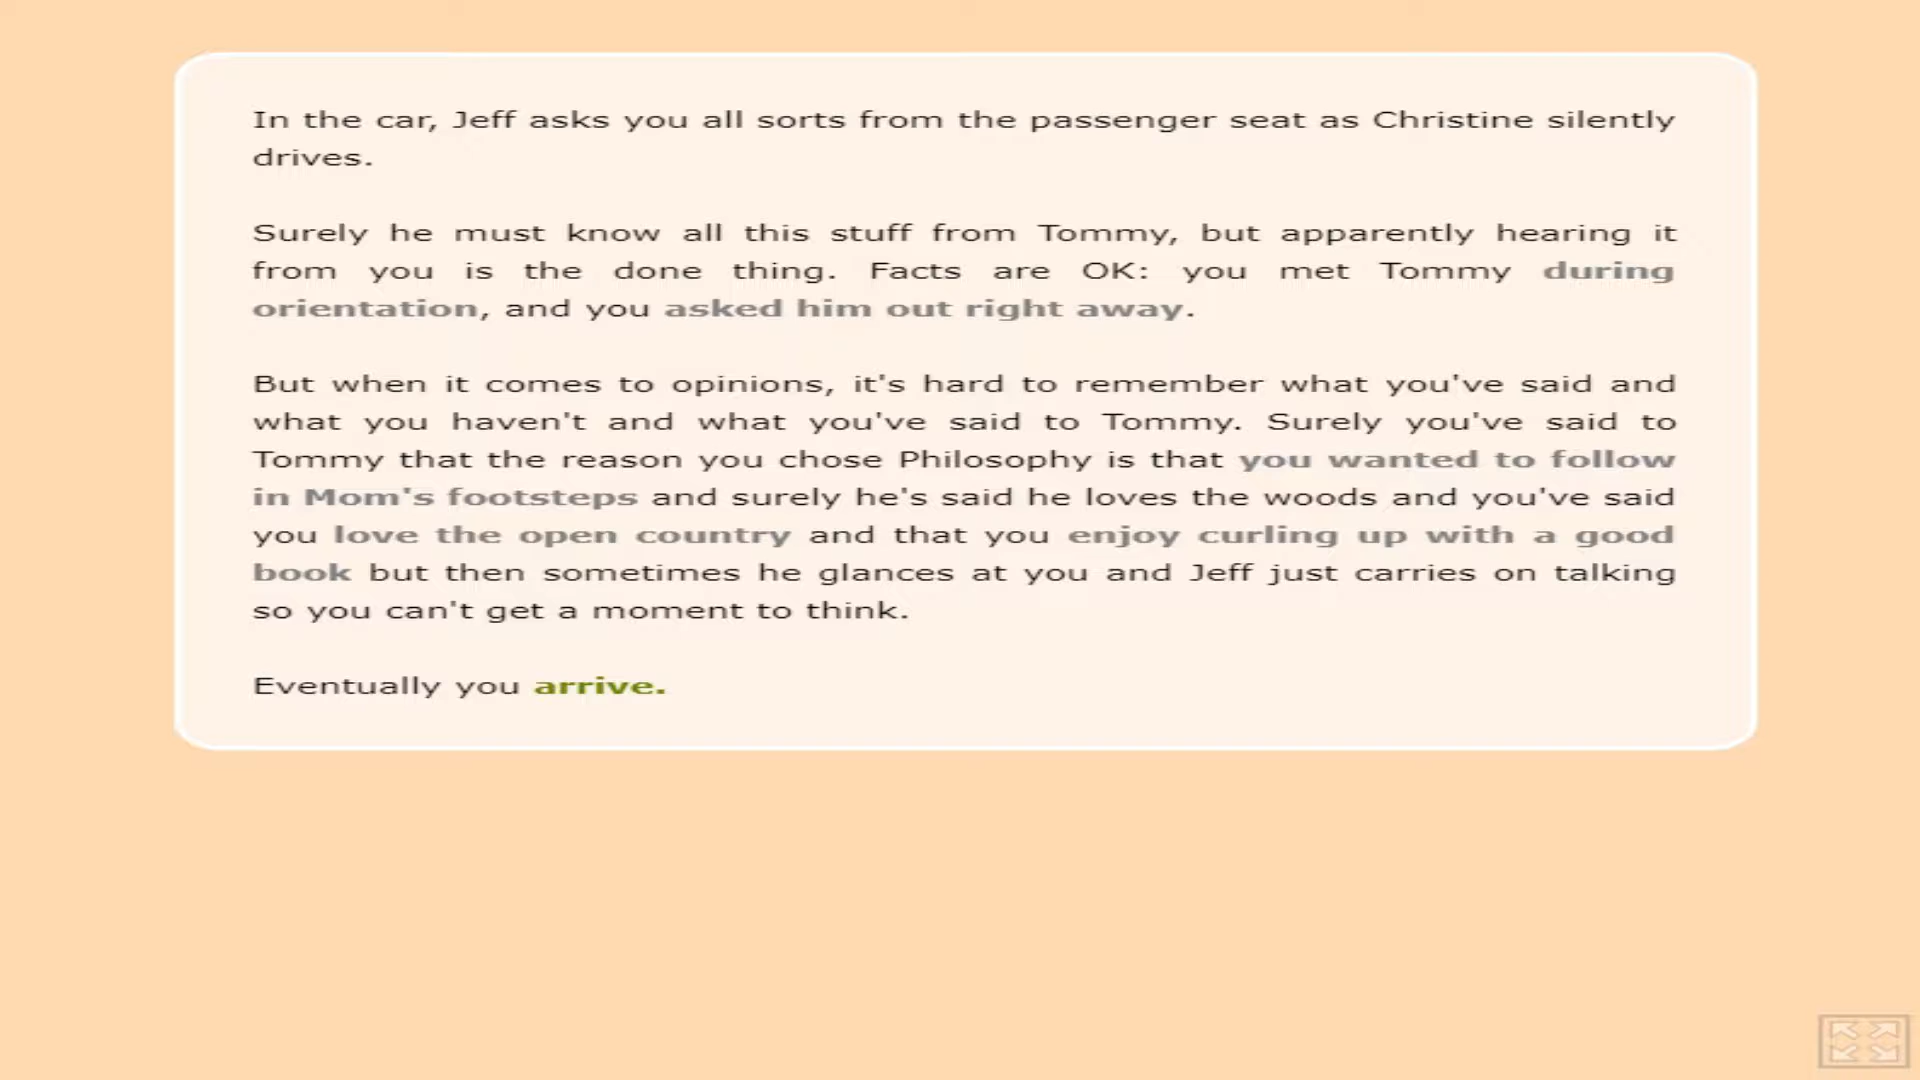 In the car, Jeff asks you all sorts from the passenger seat as Christine silently
drives.
Surely he must know all this stuff from Tommy, but apparently hearing it
from you is the done thing. Facts are OK: you met Tommy during
orientation, and you asked him out right away.
But when it comes to opinions, it's hard to remember what you've said and
what you haven't and what you've said to Tommy. Surely you've said to
Tommy that the reason you chose Philosophy is that you wanted to follow
in Mom's footsteps and surely he's said he loves the woods and you've said
you love the open country and that you enjoy curling up with a good
book but then sometimes he glances at you and Jeff just carries on talking
so you can't get a moment to think.
Eventually you arrive.